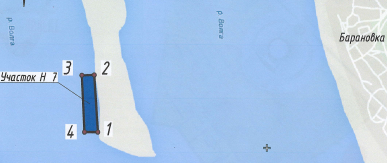 р. Волга
р. Волга
Барановка
3 2
Участок Н 7
4 1